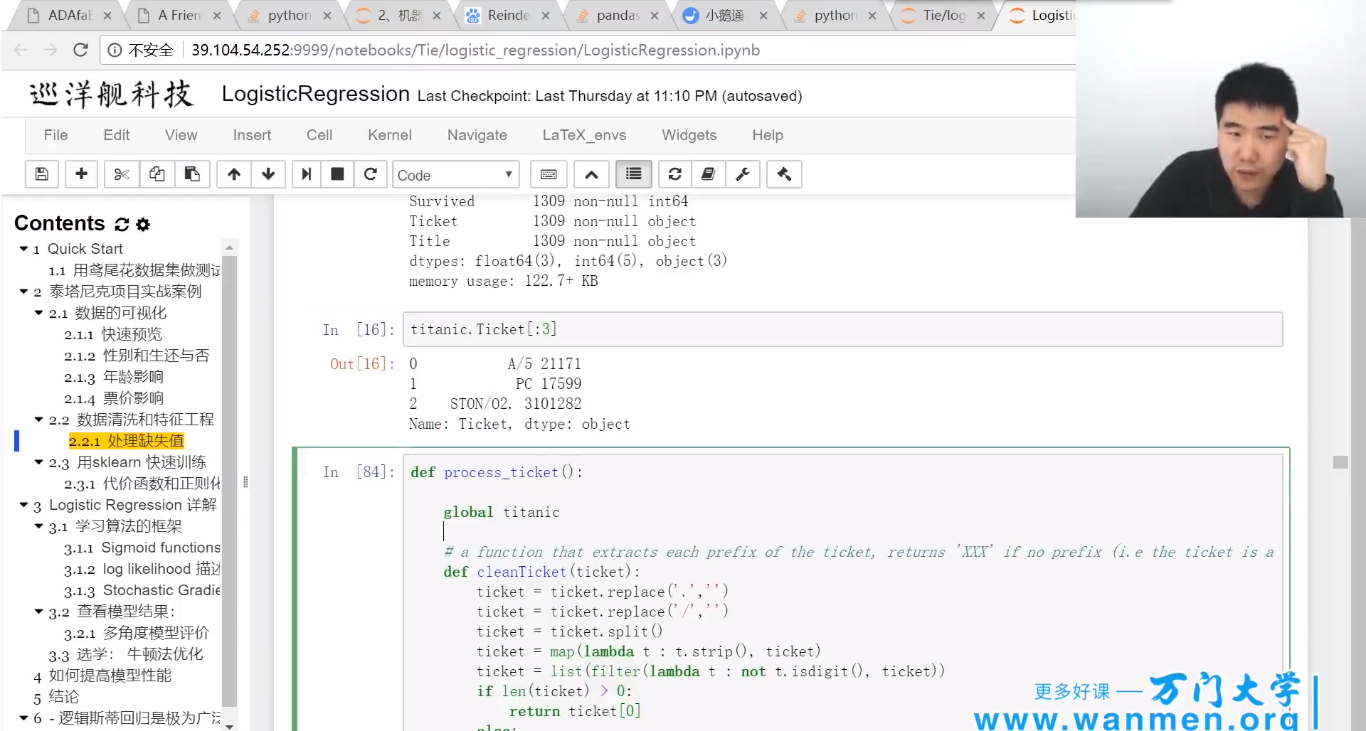 ADAfal
A Frien
python
2、机器
Reinde
pandas
小鹅通
python
Tie/log
Logisti
不安全 39.104.54.252:9999/notebooks/Tie/logistic_regression/LogisticRegression.ipynb
巡洋舰科技 LogisticRegression Last Checkpoint: Last Thursday at 11:10 PM (autosaved)
File Edit View Insert Cell Kernel Navigate LaTeX_envs Widgets Help
Code
Contents
1 Quick Start
1.1 用鸢尾花数据集做测试
2 泰塔尼克项目实战案例
2.1 数据的可视化
2.1.1 快速预览
2.1.2 性别和生还与否
2.1.3 年龄影响
2.1.4 票价影响
2.2 数据清洗和特征工程
2.2.1 处理缺失值
2.3 用sklearn 快速训练
2.3.1 代价函数和正则化
3 Logistic Regression 详解
3.1 学习算法的框架
3.1.1 Sigmoid functions
3.1.2 log likelihood 描述
3.1.3 Stochastic Gradie
3.2 查看模型结果：
3.2.1 多角度模型评价
3.3 选学： 牛顿法优化
4 如何提高模型性能
5 结论
6 - 逻辑斯蒂回归是极为广泛
Survived 1309 non-null int64
Ticket 1309 non-null object
Title 1309 non-null object
dtypes: float64(3), int64(5), object(3)
memory usage: 122.7+ KB
In [16]: titanic.Ticket[:3]
Out[16]: 0 A/5 21171
1 PC 17599
2 STON/O2. 3101282
Name: Ticket, dtype: object
In [84]: def process_ticket():
global titanic
# a function that extracts each prefix of the ticket, returns 'XXX' if no prefix (i.e the ticket is a
def cleanTicket(ticket):
ticket = ticket.replace('.','')
ticket = ticket.replace('/','')
ticket = ticket.split()
ticket = map(lambda t : t.strip(), ticket)
ticket = list(filter(lambda t : not t.isdigit(), ticket))
if len(ticket) > 0:
return ticket[0]
else:
更多好课 — 万门大学
www.wanmen.org